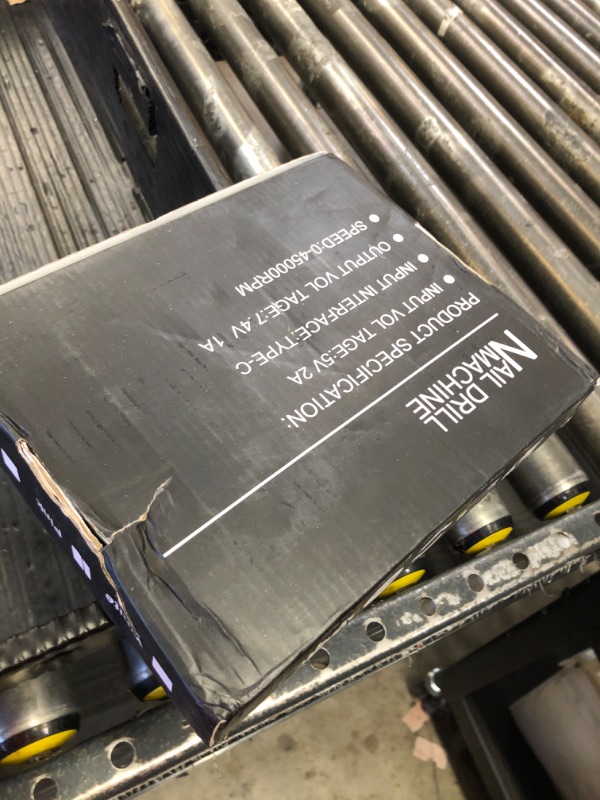 NAIL DRILL
MACHINE
PRODUCT SPECIFICATION:
INPUT VOL TAGE:5V 2A
INPUT INTERFACE:TYPE-C
OUTPUT VOL TAGE:7.4V 1A
SPEED:0-45000RPM